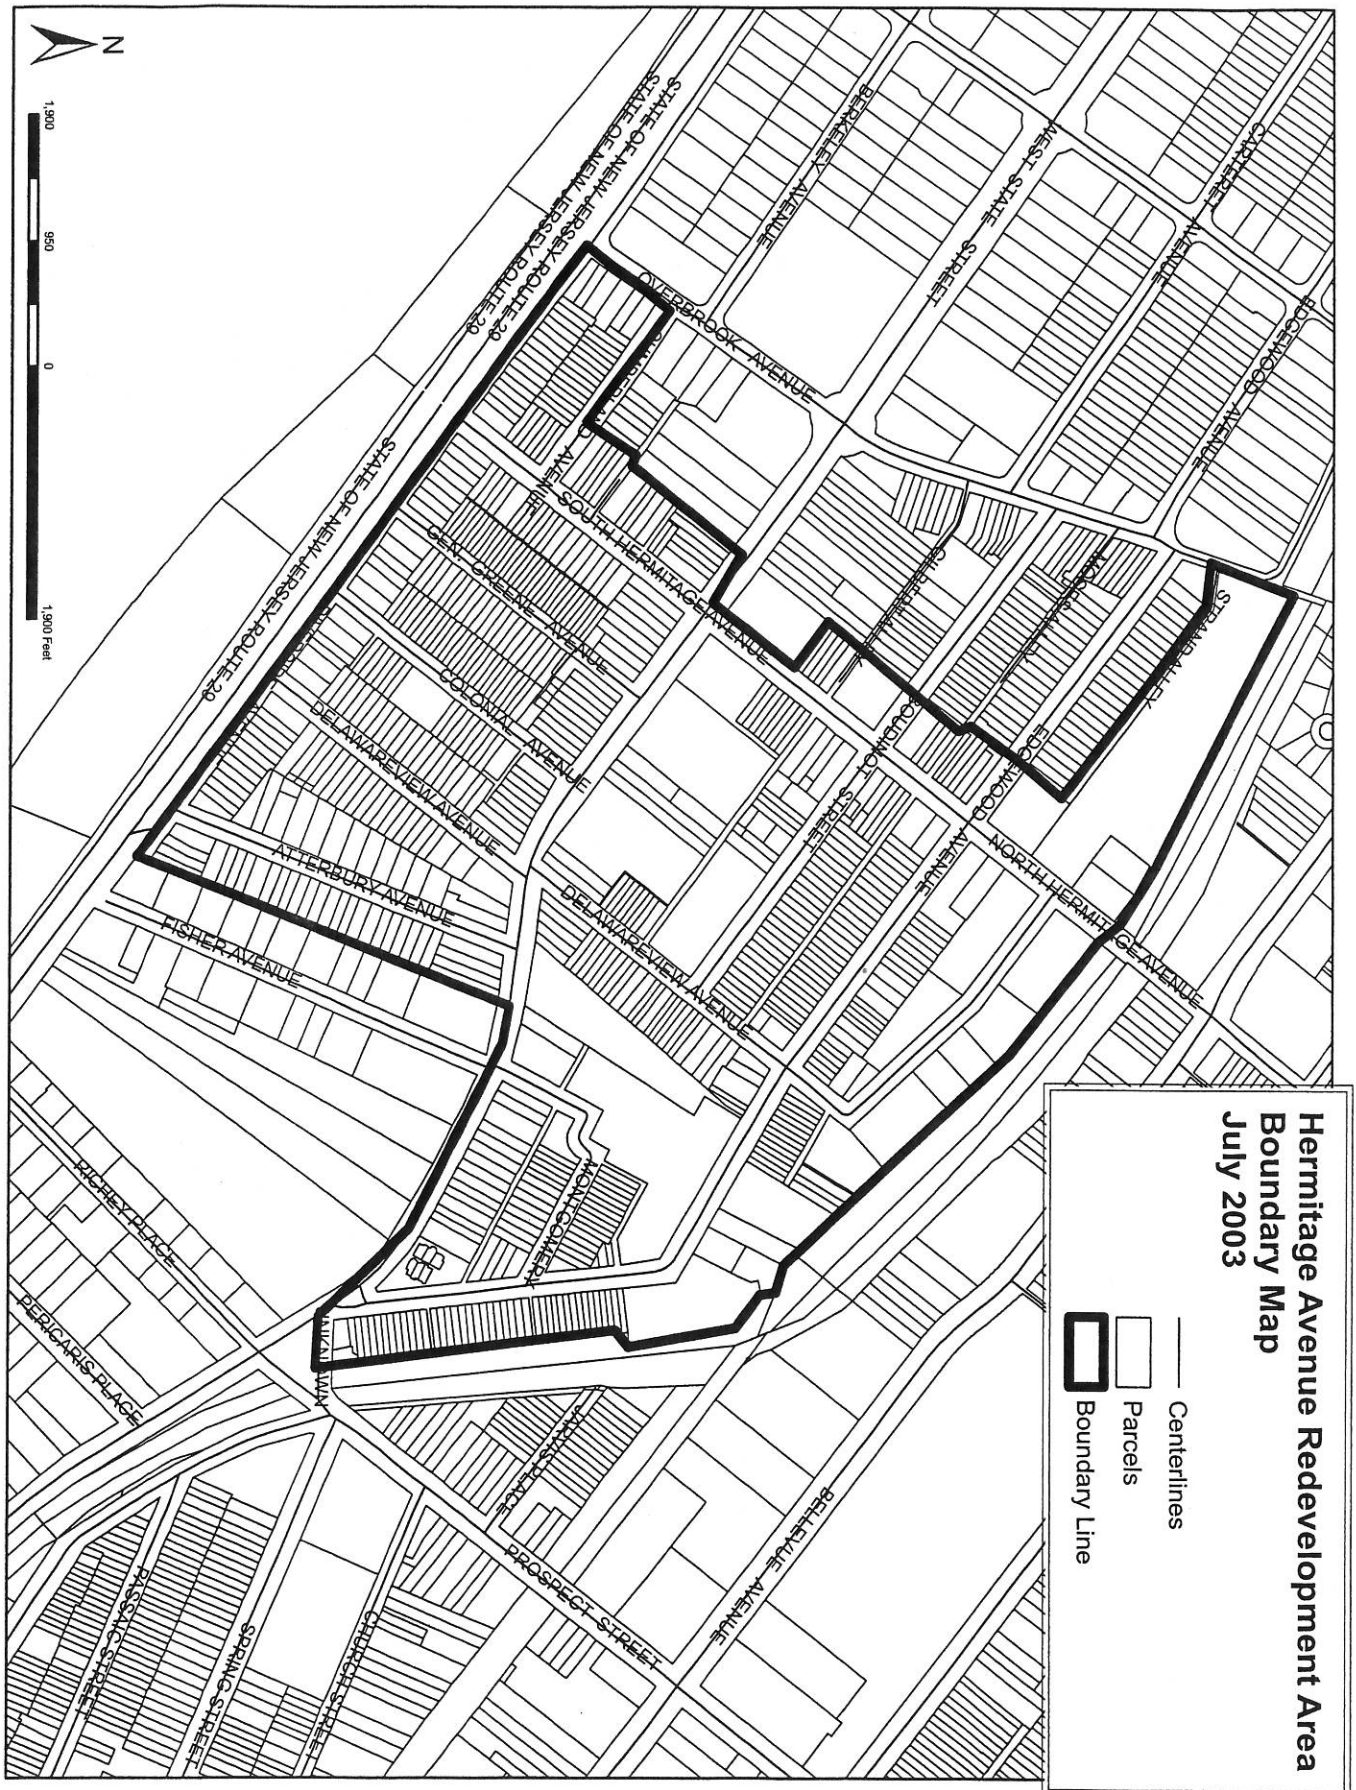 Hermitage Avenue Redevelopment Area
Boundary Map
July 2003
Centerlines
Parcels
Boundary Line
N
1,900
950
0
1,900 Feet
CARTERET AVENUE
EDGEWOOD AVENUE
WEST STATE STREET
BERKELEY AVENUE
STATE OF NEW JERSEY ROUTE 29
STATE OF NEW JERSEY ROUTE 29
OVERBROOK AVENUE
AVENUE
SOUTH HERMITAGE AVENUE
GEN. GREENE AVENUE
COLONIAL AVENUE
DELAWAREVIEW AVENUE
ATTERBURY AVENUE
FISHER AVENUE
STATE OF NEW JERSEY ROUTE 29
STRAND ALLEY
EDGEWOOD AVENUE
STREET
NORTH HERMITAGE AVENUE
DELAWAREVIEW AVENUE
MONTGOMERY
UNKNOWN
RICHEY PLACE
PERICARIS PLACE
JARVIS PLACE
PROSPECT STREET
BELLEVUE AVENUE
CHURCH STREET
SPRING STREET
PASSAIC STREET